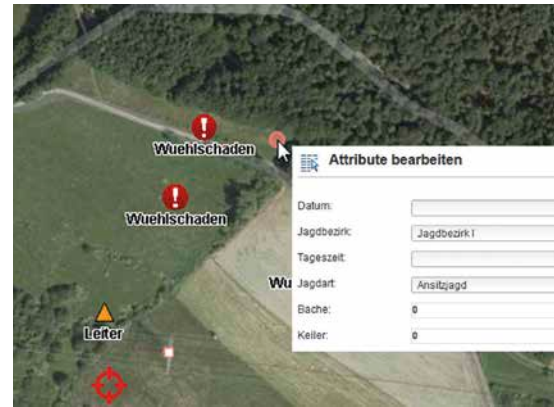 Wuehlschaden
Attribute bearbeiten
Wuehlschaden
Datum:
Jagdbezirk:
Jagdbezirk I
Tageszeit:
Wu
Jagdart:
Ansitzjagd
Leiter
Bache:
0
Keiler:
0